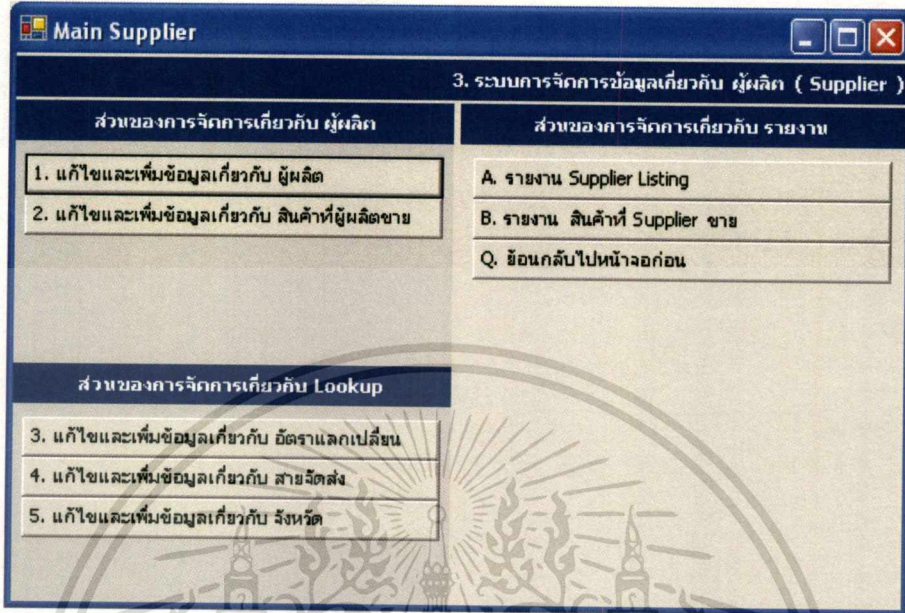 Main Supplier
3. ระบบการจัดการข้อมูลเกี่ยวกับ ผู้ผลิต ( Supplier )
ส่วนของการจัดการเกี่ยวกับ ผู้ผลิต
1. แก้ไขและเพิ่มข้อมูลเกี่ยวกับ ผู้ผลิต
2. แก้ไขและเพิ่มข้อมูลเกี่ยวกับ สินค้าที่ผู้ผลิตขาย
ส่วนของการจัดการเกี่ยวกับ รายงาน
A. รายงาน Supplier Listing
B. รายงาน สินค้าที่ Supplier ขาย
Q. ย้อนกลับไปหน้าจอก่อน
ส่วนของการจัดการเกี่ยวกับ Lookup
3. แก้ไขและเพิ่มข้อมูลเกี่ยวกับ อัตราแลกเปลี่ยน
4. แก้ไขและเพิ่มข้อมูลเกี่ยวกับ สายจัดส่ง
5. แก้ไขและเพิ่มข้อมูลเกี่ยวกับ จังหวัด